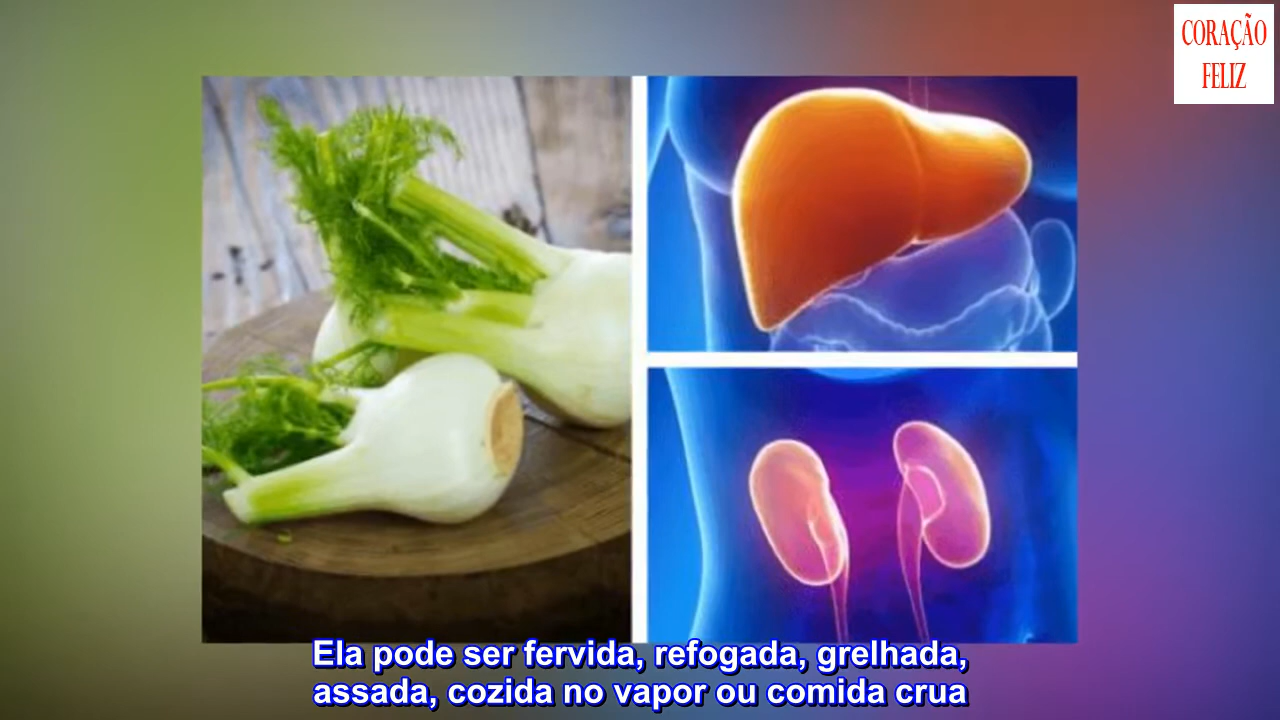 CORAÇÃO
FELIZ
Ela pode ser fervida, refogada, grelhada,
assada, cozida no vapor ou comida crua